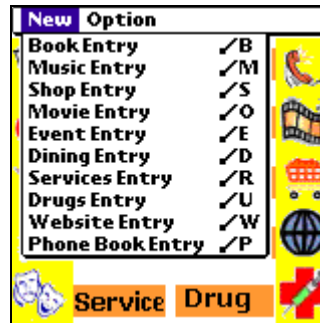 New Option
Book Entry ⁄B
Music Entry ⁄M
Shop Entry ⁄S
Movie Entry ⁄O
Event Entry ⁄E
Dining Entry ⁄D
Services Entry ⁄R
Drugs Entry ⁄U
Website Entry ⁄W
Phone Book Entry ⁄P
Service Drug